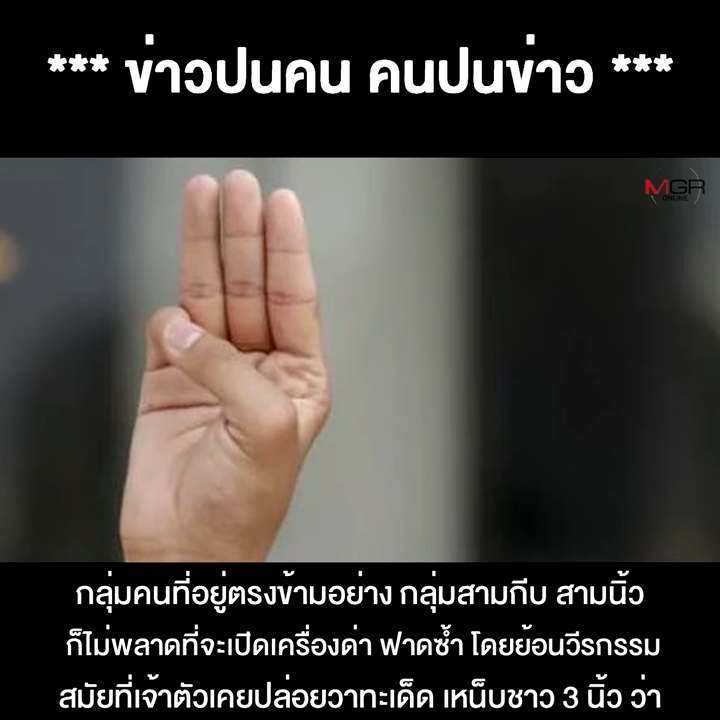 *** ข่าวปนคน คนปนข่าว ***
MGR
ONLINE
กลุ่มคนที่อยู่ตรงข้ามอย่าง กลุ่มสามกีบ สามนิ้ว
ก็ไม่พลาดที่จะเปิดเครื่องด่า ฟาดซ้ำ โดยย้อนวีรกรรม
สมัยที่เจ้าตัวเคยปล่อยวาทะเด็ด เหน็บชาว 3 นิ้ว ว่า